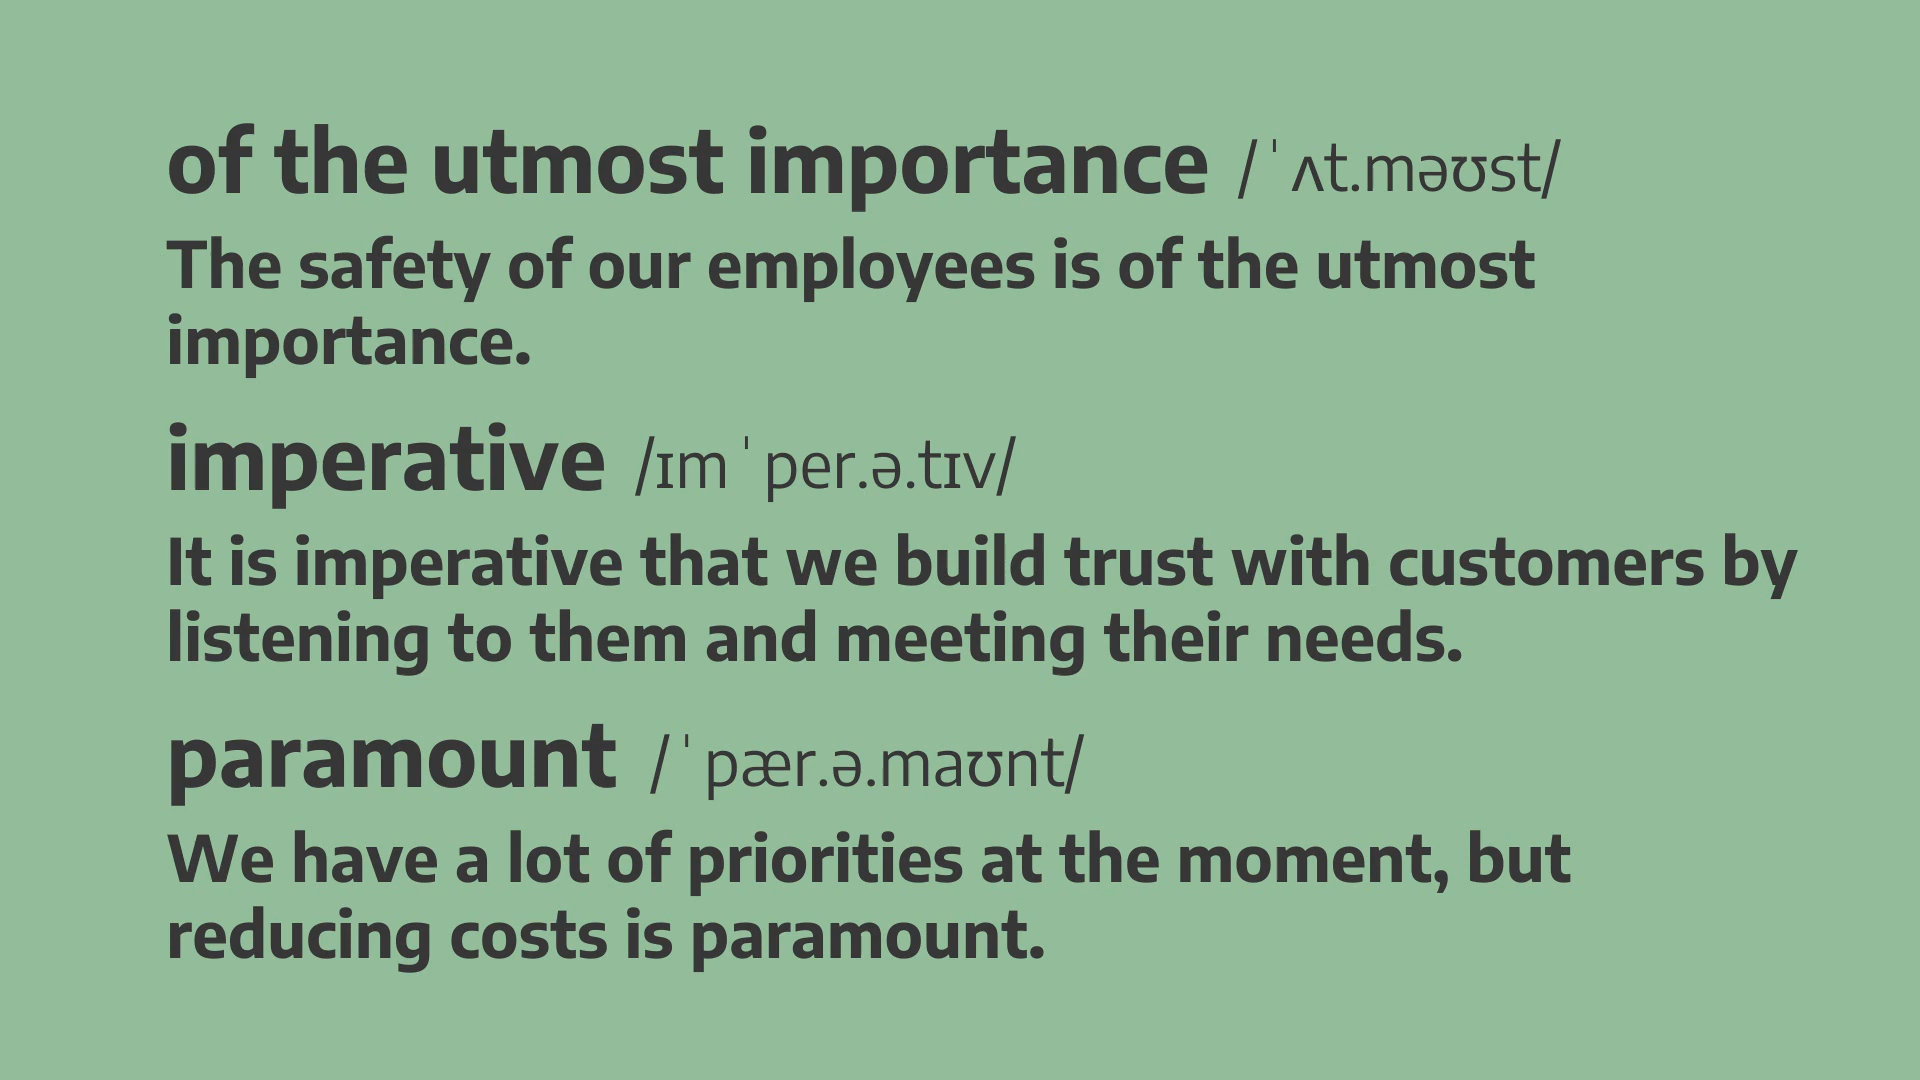 of the utmost importance /ˈʌt.məʊst/
The safety of our employees is of the utmost
importance.
imperative /ɪmˈper.ə.tɪv/
It is imperative that we build trust with customers by
listening to them and meeting their needs.
paramount /ˈpær.ə.maʊnt/
We have a lot of priorities at the moment, but
reducing costs is paramount.